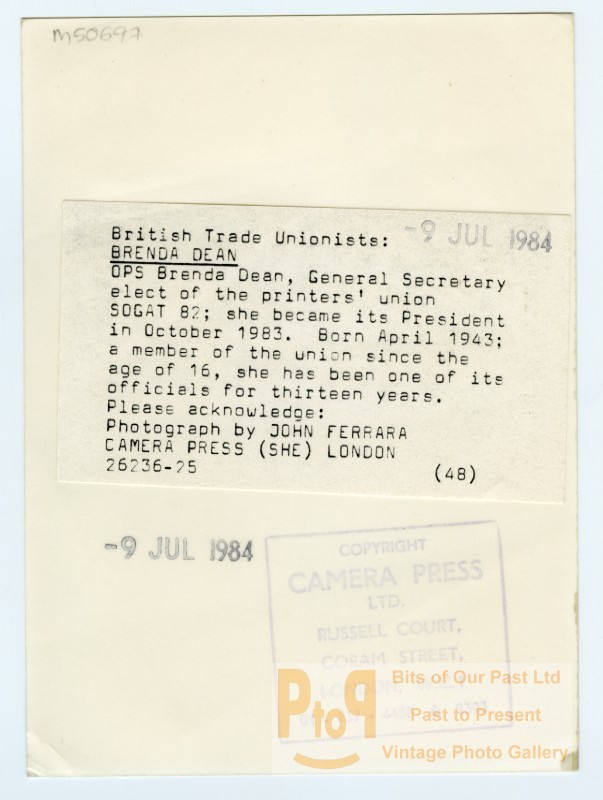 M50697
-9 JUL 1984
British Trade Unionists:
BRENDA DEAN
OPS Brenda Dean, General Secretary
elect of the printers' union
SOGAT 82; she became its President
in October 1983. Born April 1943;
a member of the union since the
age of 16, she has been one of its
officials for thirteen years.
Please acknowledge:
Photograph by JOHN FERRARA
CAMERA PRESS (SHE) LONDON
26236-25 (48)
-9 JUL 1984
COPYRIGHT
CAMERA PRESS
LTD.
RUSSELL COURT,
CORAM STREET,
LONDON,
PtoP
Bits of Our Past Ltd
Past to Present
Vintage Photo Gallery